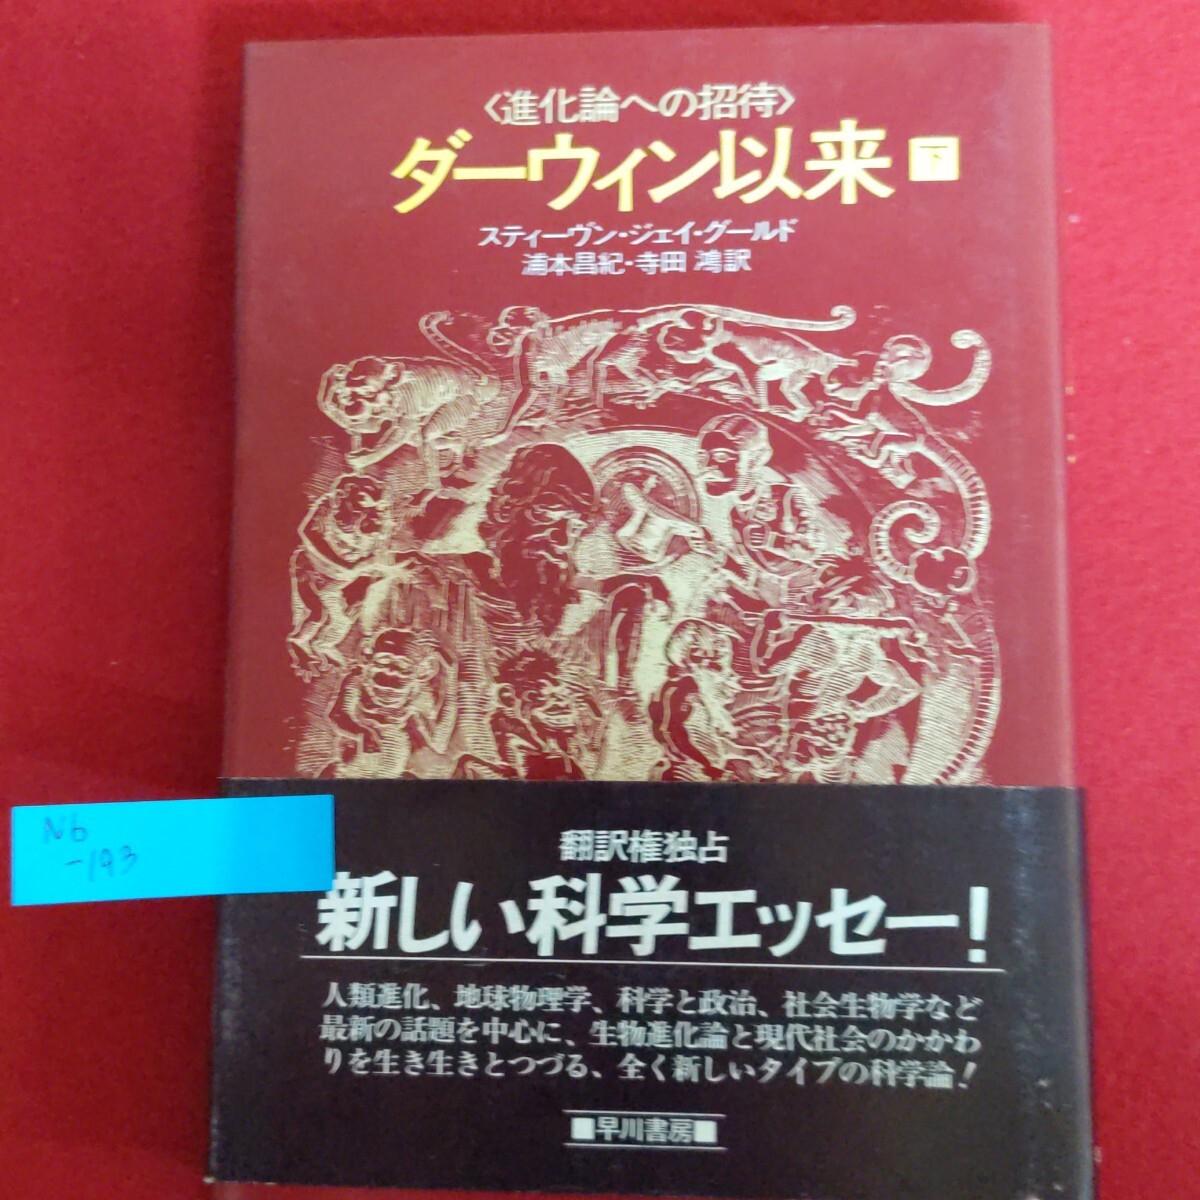 〈進化論への招待〉
ダーウィン以来 下
スティーヴン・ジェイ・グールド
浦本昌紀・寺田 鴻訳
N6
-193
翻訳権独占
新しい科学エッセー!
人類進化、地球物理学、科学と政治、社会生物学など
最新の話題を中心に、生物進化論と現代社会のかかわ
りを生き生きとつづる、全く新しいタイプの科学論!
■早川書房■